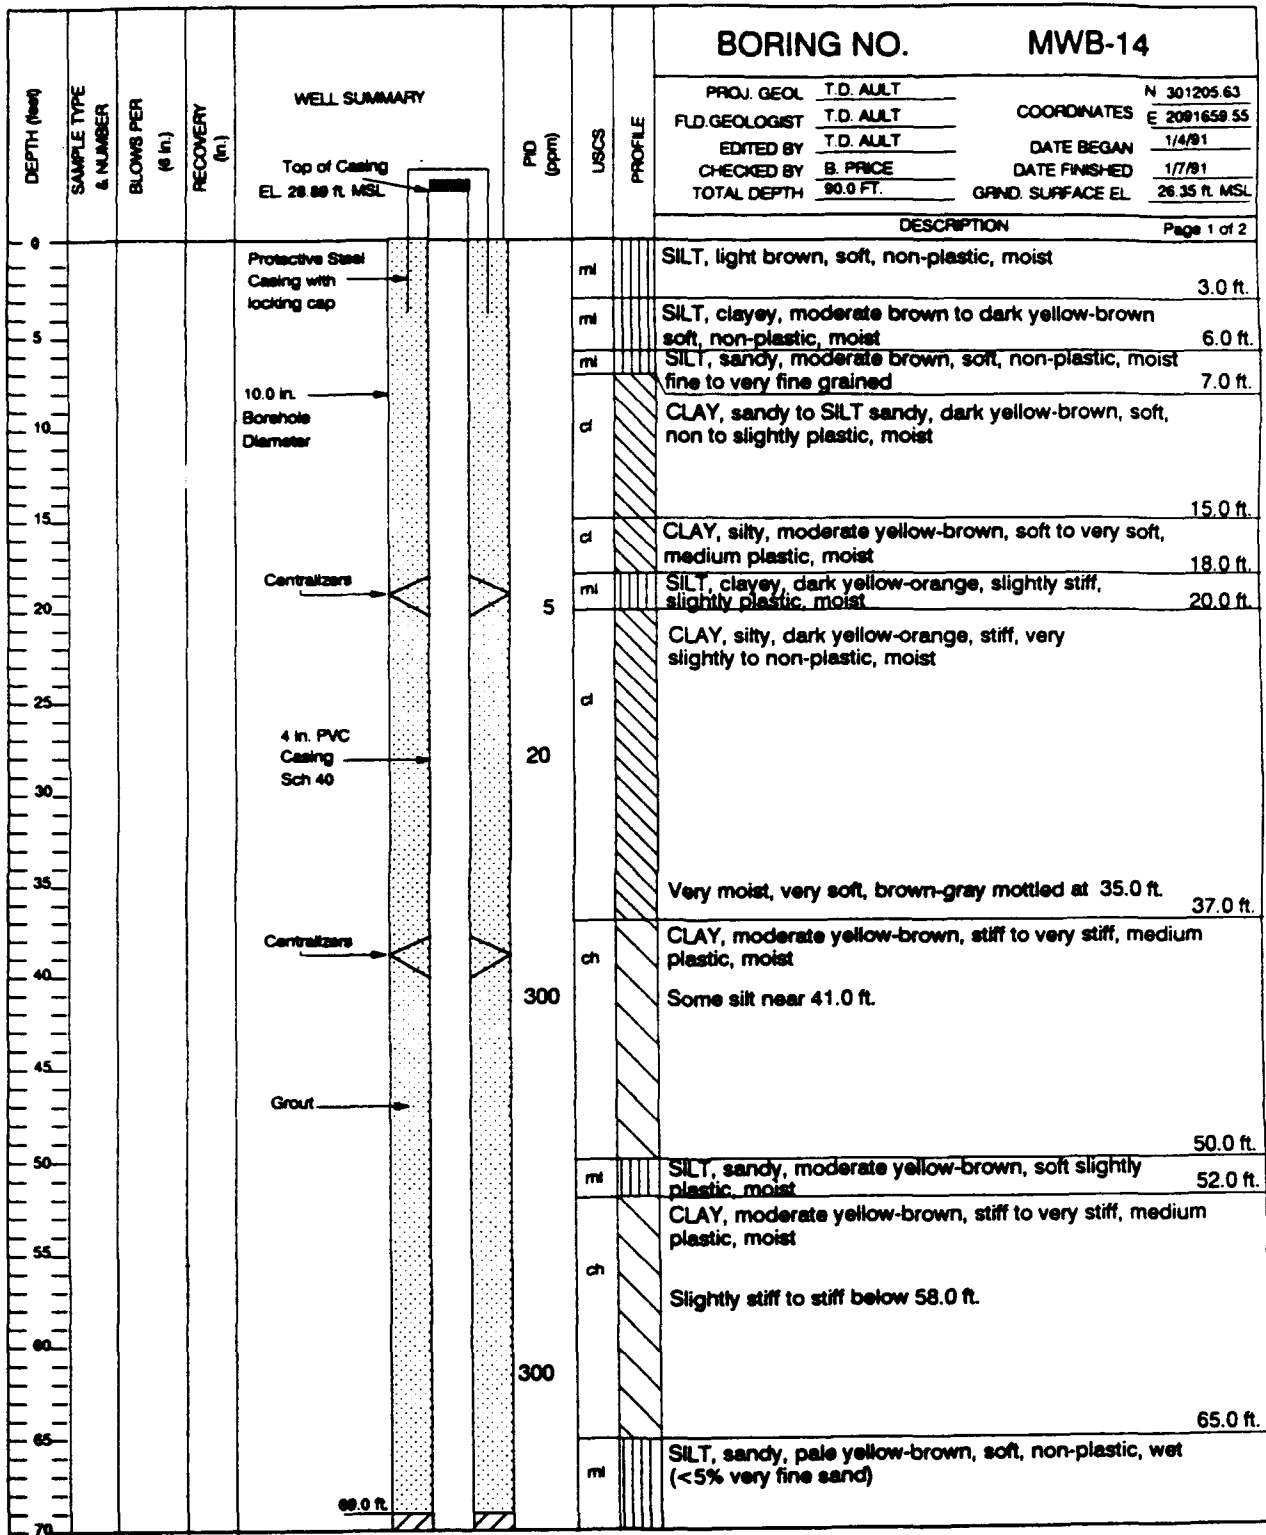 BORING NO. MWB-14
DEPTH (feet)
SAMPLE TYPE
& NUMBER
BLOWS PER
(6 in.)
RECOVERY
(in.)
WELL SUMMARY
PID
(ppm)
USCS
PROFILE
PROJ. GEOL T.D. AULT
FLD.GEOLOGIST T.D. AULT
EDITED BY T.D. AULT
CHECKED BY B. PRICE
TOTAL DEPTH 90.0 FT.
COORDINATES N 301205.63
E 2091659.55
DATE BEGAN 1/4/91
DATE FINISHED 1/7/91
GRND. SURFACE EL 26.35 ft. MSL
DESCRIPTION Page 1 of 2
Top of Casing
EL 28.89 ft. MSL
0
Protective Steel
Casing with
locking cap
ml
SILT, light brown, soft, non-plastic, moist
3.0 ft.
ml
SILT, clayey, moderate brown to dark yellow-brown
soft, non-plastic, moist 6.0 ft.
5
ml
SILT, sandy, moderate brown, soft, non-plastic, moist
fine to very fine grained 7.0 ft.
10.0 in.
Borehole
Diameter
10
cl
CLAY, sandy to SILT sandy, dark yellow-brown, soft,
non to slightly plastic, moist
15.0 ft.
15
cl
CLAY, silty, moderate yellow-brown, soft to very soft,
medium plastic, moist 18.0 ft.
Centralizers
ml
SILT, clayey, dark yellow-orange, slightly stiff,
slightly plastic, moist 20.0 ft.
20
5
CLAY, silty, dark yellow-orange, stiff, very
slightly to non-plastic, moist
25
cl
4 in. PVC
Casing
Sch 40
20
30
35
Very moist, very soft, brown-gray mottled at 35.0 ft.
37.0 ft.
Centralizers
ch
CLAY, moderate yellow-brown, stiff to very stiff, medium
plastic, moist
40
300
Some silt near 41.0 ft.
45
Grout
50.0 ft.
50
ml
SILT, sandy, moderate yellow-brown, soft slightly
plastic, moist 52.0 ft.
CLAY, moderate yellow-brown, stiff to very stiff, medium
plastic, moist
55
ch
Slightly stiff to stiff below 58.0 ft.
60
300
65.0 ft.
65
ml
SILT, sandy, pale yellow-brown, soft, non-plastic, wet
(<5% very fine sand)
69.0 ft.
70